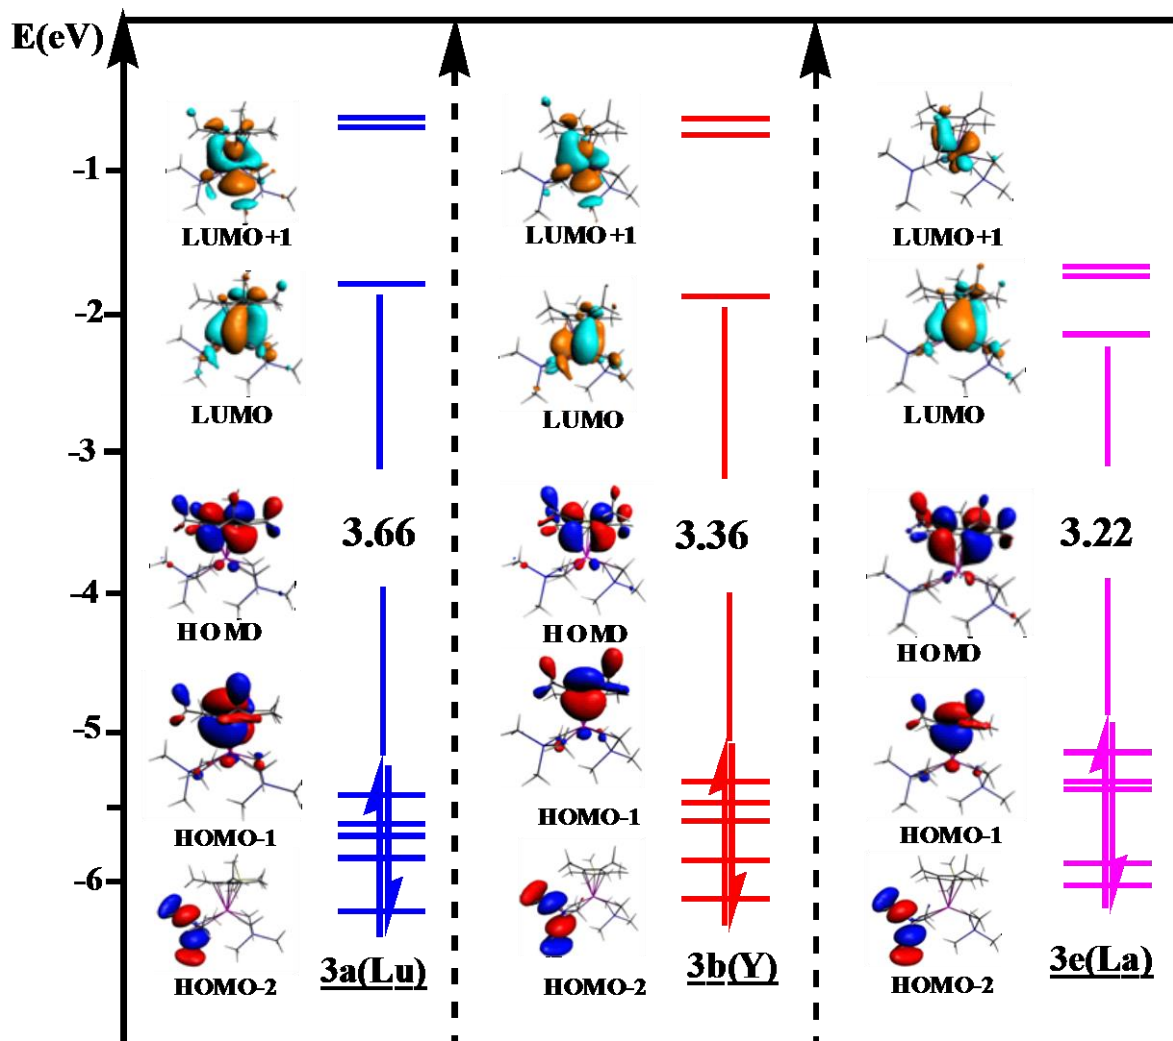 E(eV)
-1
-2
-3
-4
-5
-6
LUMO+1
LUMO
3.66
HOMO
HOMO-1
HOMO-2
3a(Lu)
LUMO+1
LUMO
3.36
HOMO
HOMO-1
HOMO-2
3b(Y)
LUMO+1
LUMO
3.22
HOMO
HOMO-1
HOMO-2
3e(La)